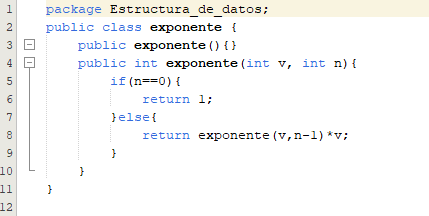 1 package Estructura_de_datos;
2 public class exponente {
3 public exponente(){}
4 public int exponente(int v, int n){
5 if(n==0){
6 return 1;
7 }else{
8 return exponente(v,n-1)*v;
9 }
10 }
11 }
12